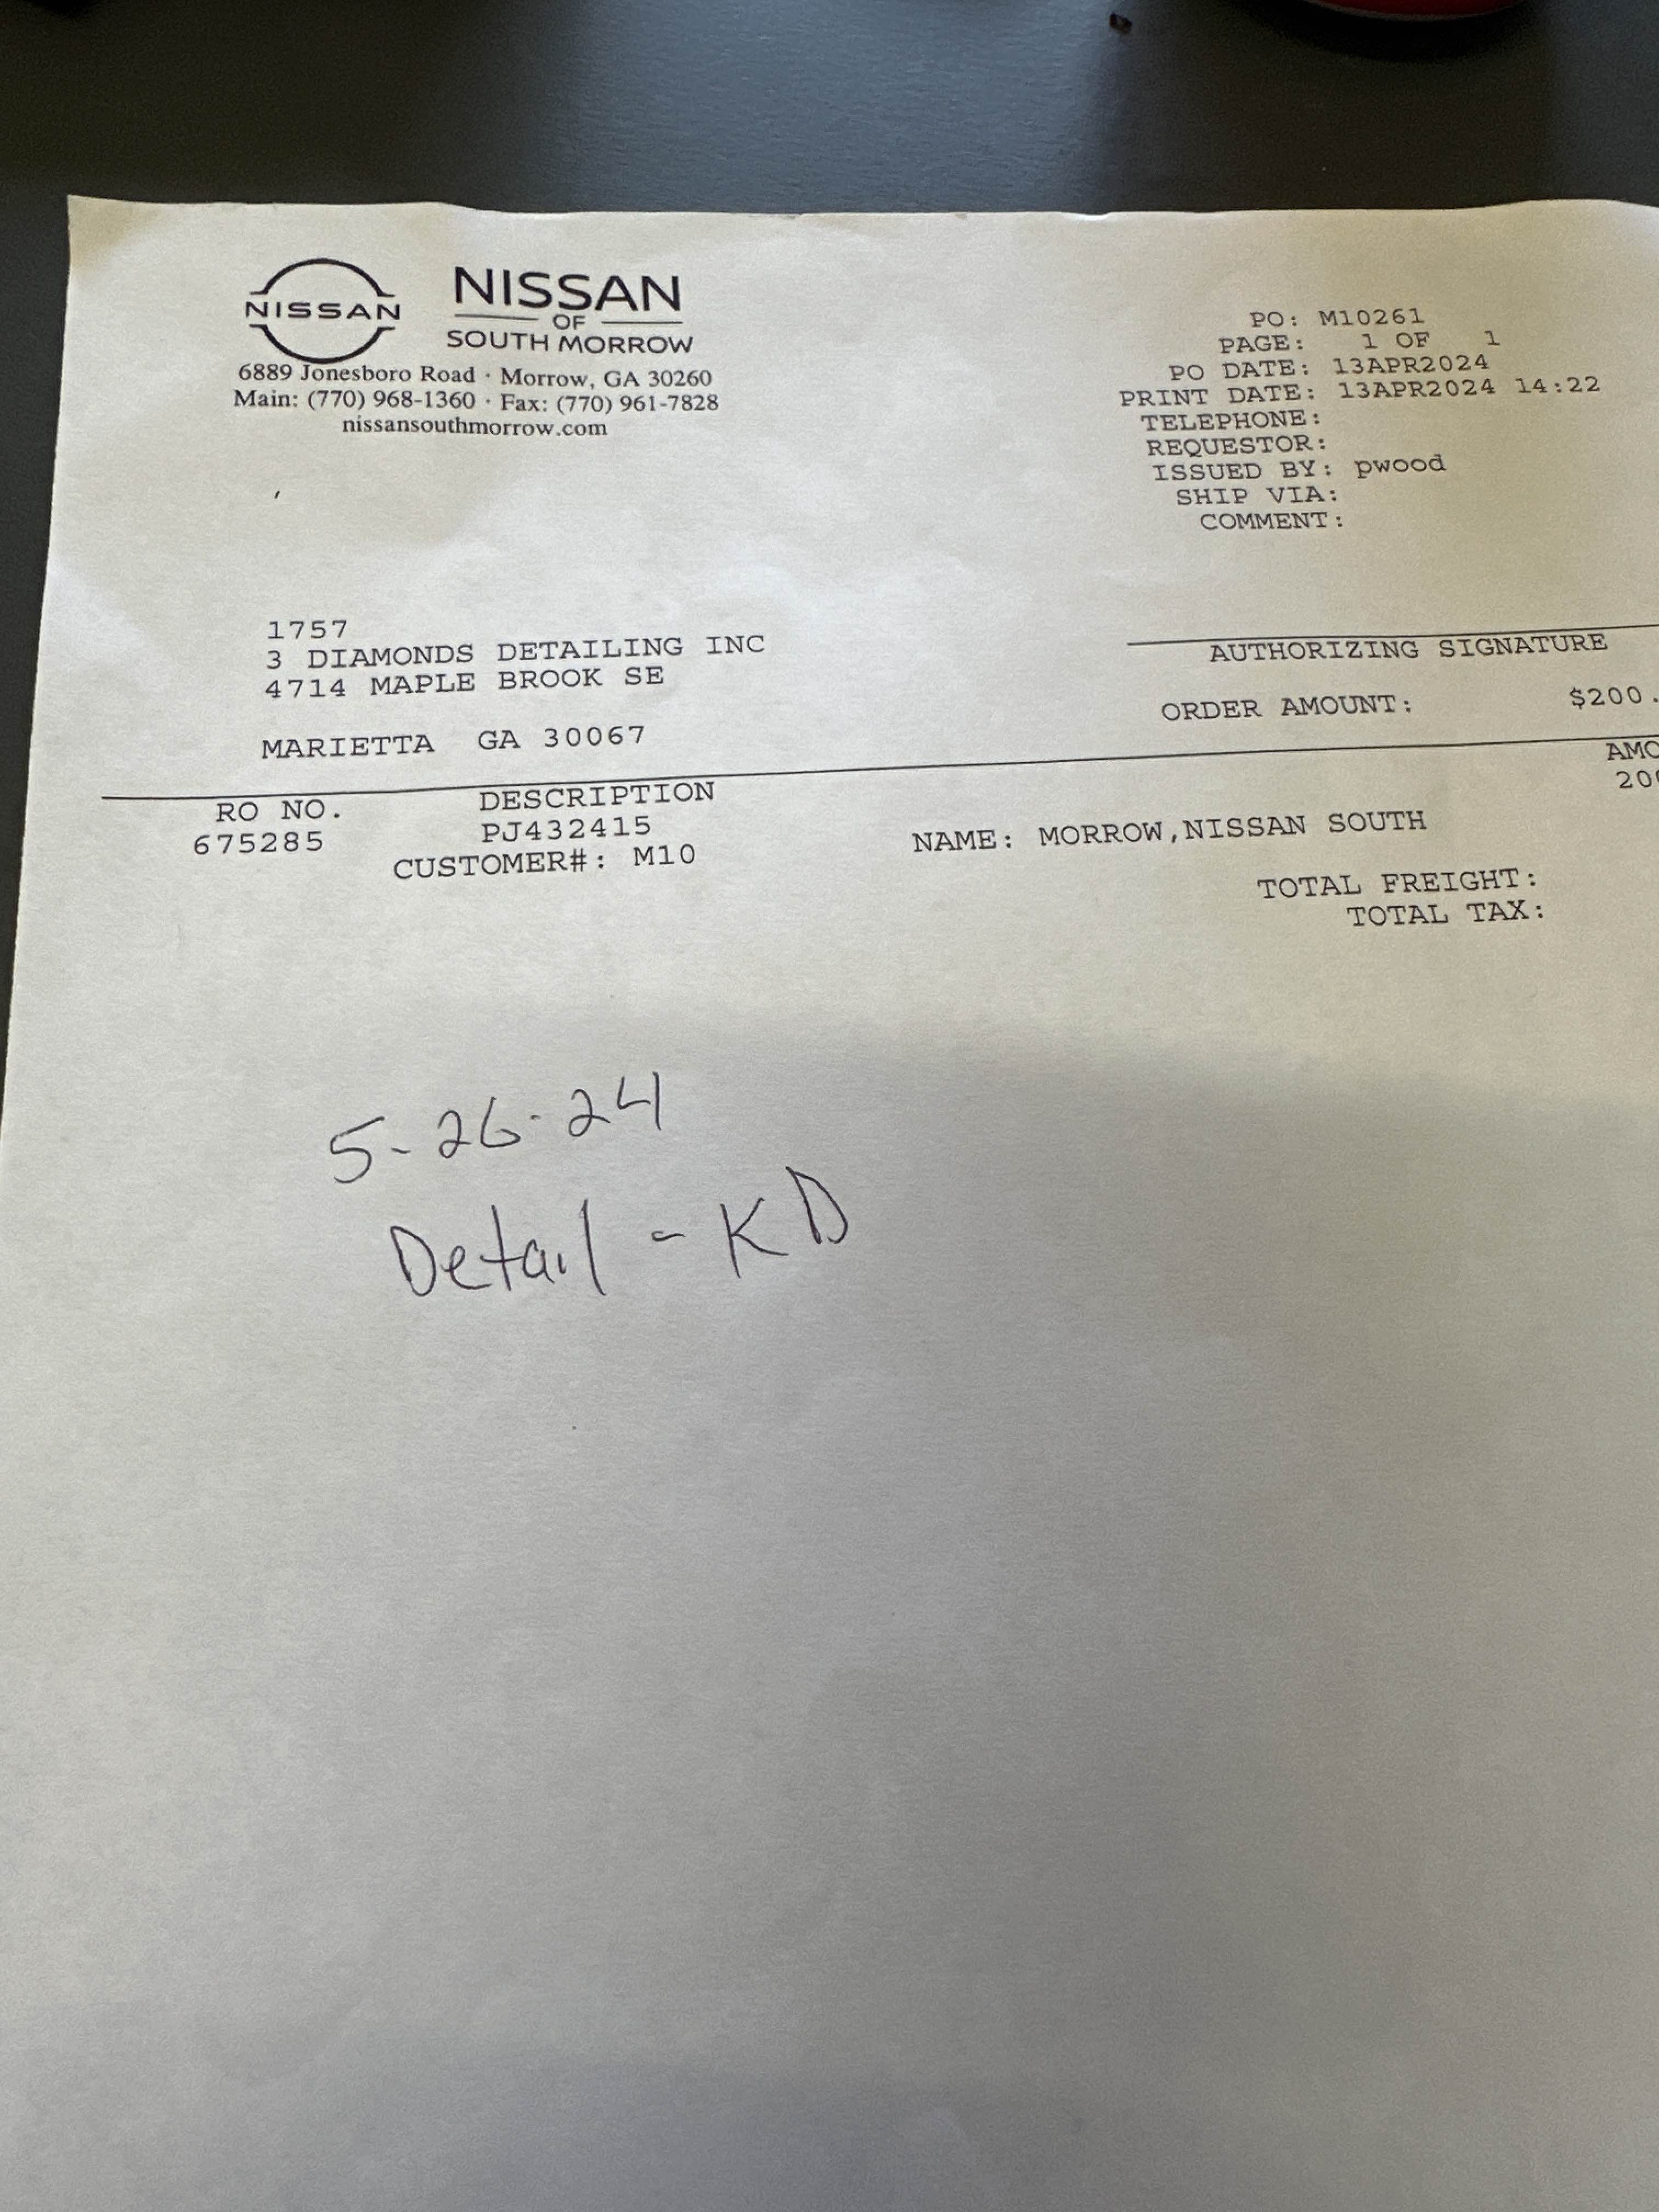 NISSAN
NISSAN
OF
SOUTH MORROW
6889 Jonesboro Road · Morrow, GA 30260
Main: (770) 968-1360 · Fax: (770) 961-7828
nissansouthmorrow.com
PO: M10261
PAGE: 1 OF 1
PO DATE: 13APR2024
PRINT DATE: 13APR2024 14:22
TELEPHONE:
REQUESTOR:
ISSUED BY: pwood
SHIP VIA:
COMMENT:
1757
3 DIAMONDS DETAILING INC
4714 MAPLE BROOK SE
MARIETTA GA 30067
AUTHORIZING SIGNATURE
ORDER AMOUNT: $200.
RO NO. DESCRIPTION AMO
675285 PJ432415 20
CUSTOMER#: M10 NAME: MORROW,NISSAN SOUTH
TOTAL FREIGHT:
TOTAL TAX:
5-26-24
Detail - KD